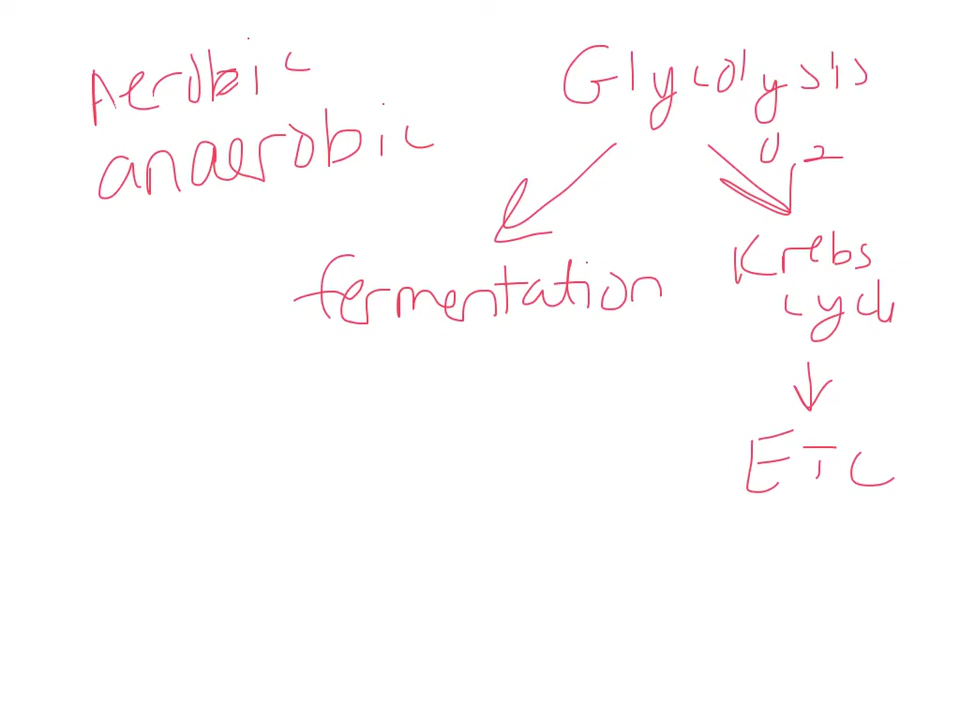 Aerobic
anaerobic
Glycolysis
O2
fermentation
Krebs
cycle
ETC